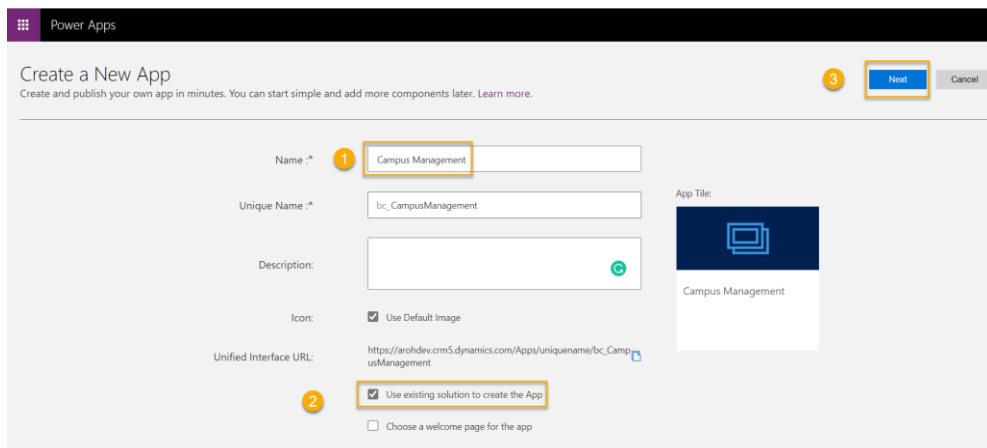 Power Apps
Create a New App
Create and publish your own app in minutes. You can start simple and add more components later. Learn more.
3
Next
Cancel
Name :*
1
Campus Management
Unique Name :*
bc_CampusManagement
App Tile:
Campus Management
Description:
Icon:
Use Default Image
Unified Interface URL:
https://arohdev.crm5.dynamics.com/Apps/uniquename/bc_Camp
usManagement
2
Use existing solution to create the App
Choose a welcome page for the app